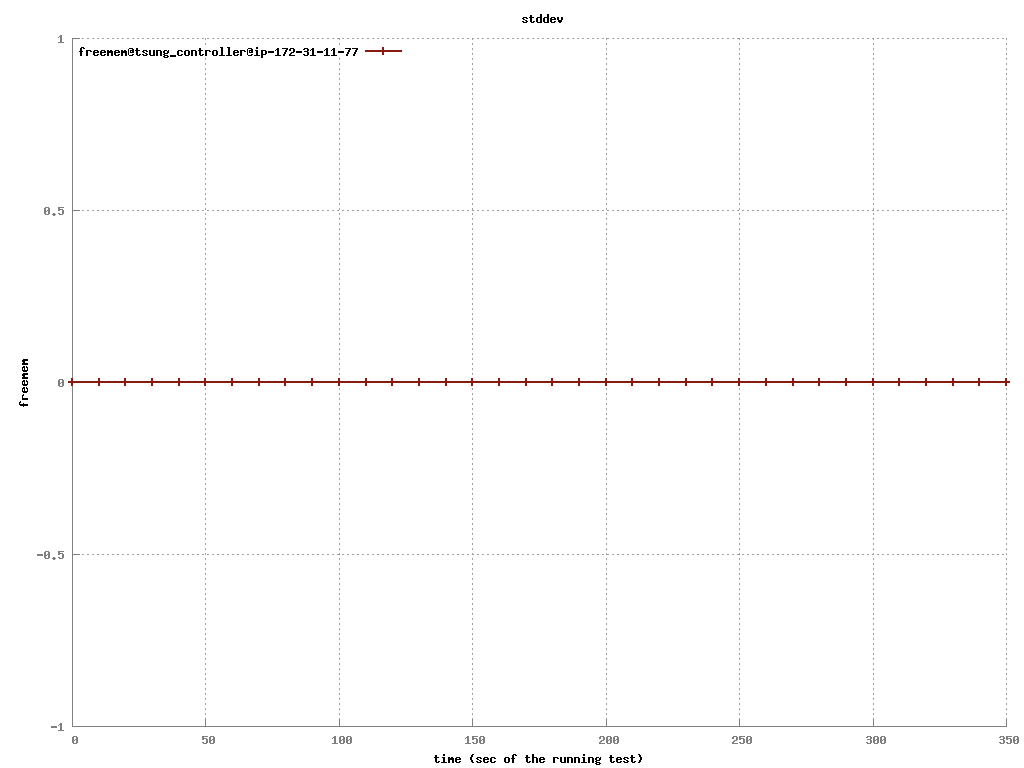 stddev
freemem@tsung_controller@ip-172-31-11-77
1
0.5
0
-0.5
-1
freemem
0 50 100 150 200 250 300 350
time (sec of the running test)